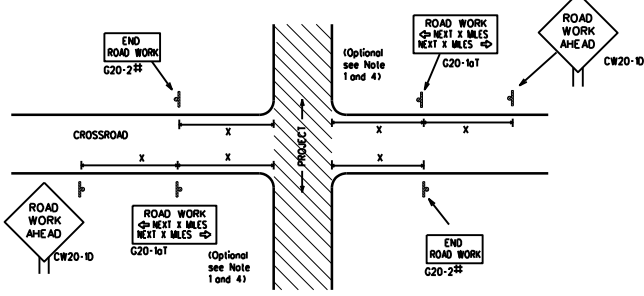 ROAD
WORK
AHEAD
CW20-1D
ROAD WORK
⇦ NEXT X MILES
NEXT X MILES ⇨
G20-1aT
(Optional
see Note
1 and 4)
END
ROAD WORK
G20-2#
X
X
X
CROSSROAD
PROJECT
X
X
X
ROAD
WORK
AHEAD
CW20-1D
ROAD WORK
⇦ NEXT X MILES
NEXT X MILES ⇨
G20-1aT
(Optional
see Note
1 and 4)
END
ROAD WORK
G20-2#